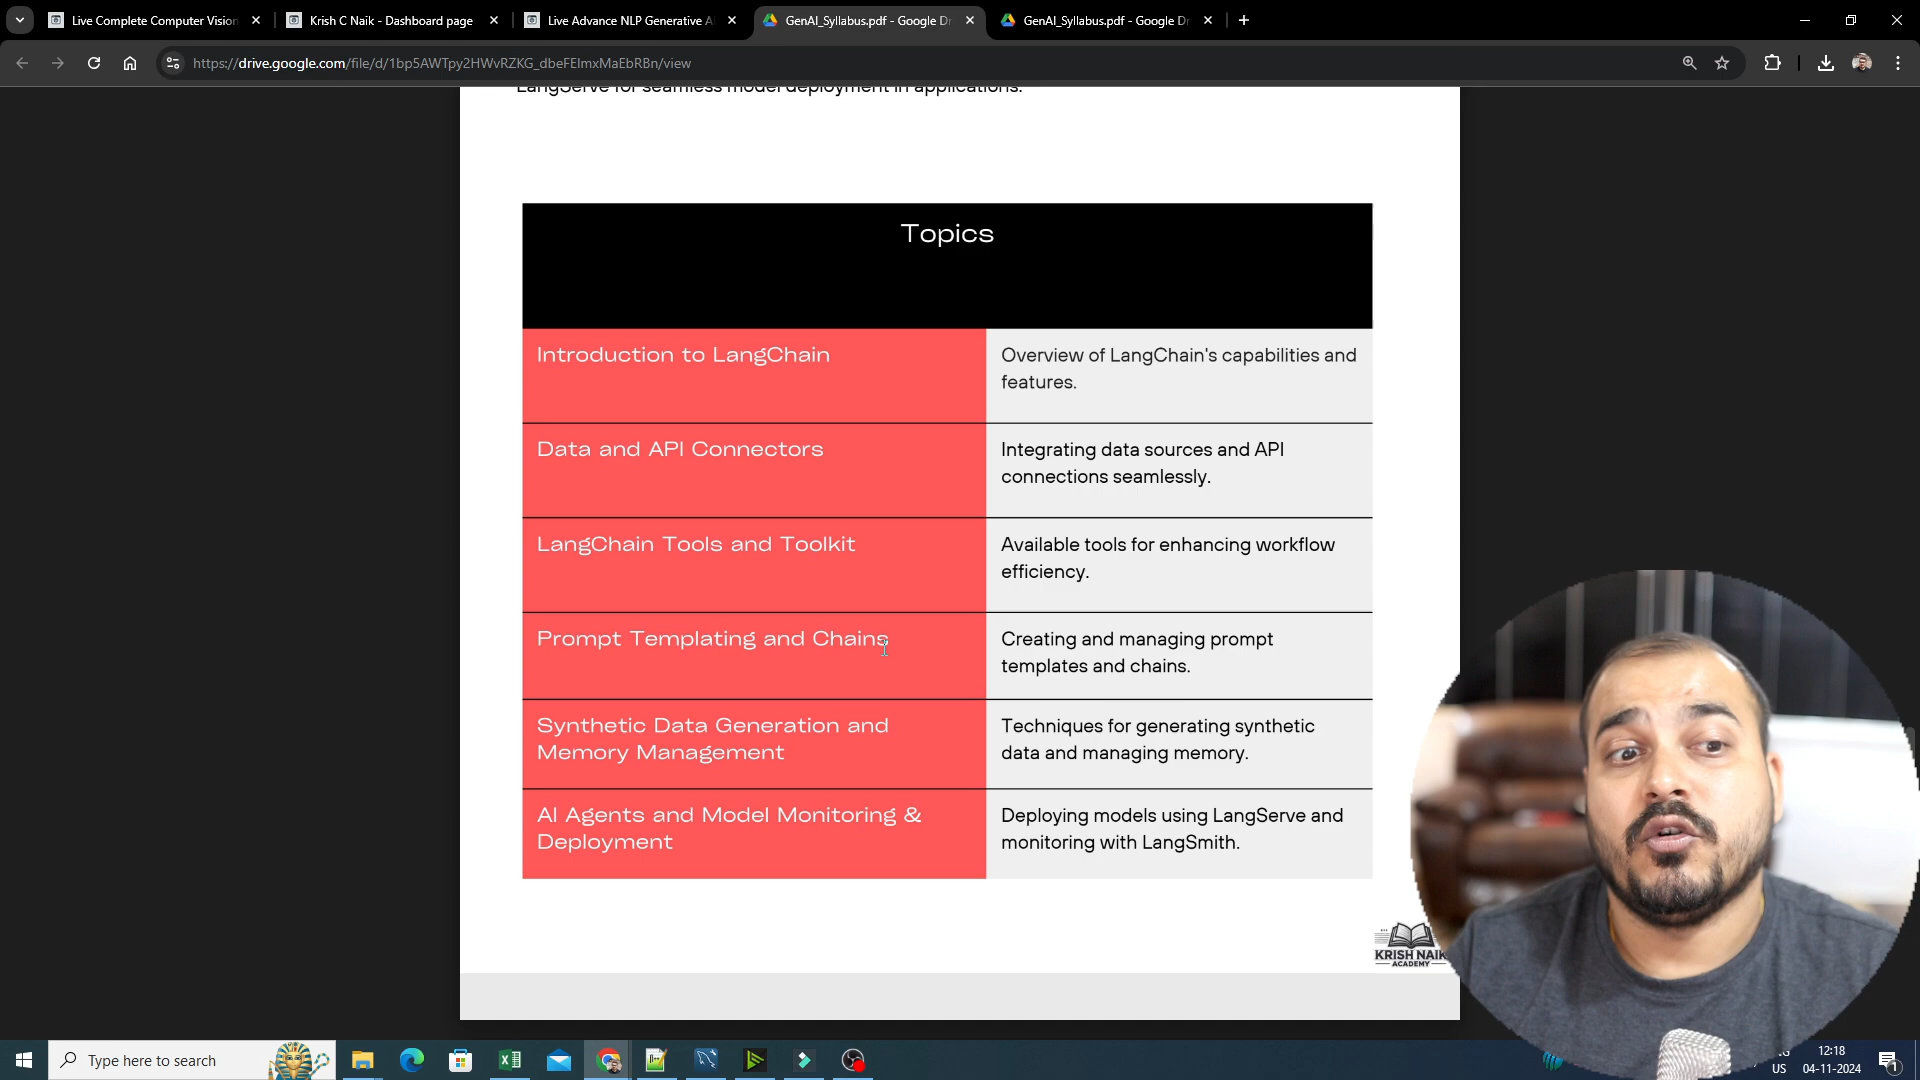 Live Complete Computer Vision
Krish C Naik - Dashboard page
Live Advance NLP Generative A
GenAI_Syllabus.pdf - Google Dr
GenAI_Syllabus.pdf - Google Dr
https://drive.google.com/file/d/1bp5AWTpy2HWvRZKG_dbeFElmxMaEbRBn/view
LangServe for seamless model deployment in applications.
Topics
Introduction to LangChain
Overview of LangChain's capabilities and
features.
Data and API Connectors
Integrating data sources and API
connections seamlessly.
LangChain Tools and Toolkit
Available tools for enhancing workflow
efficiency.
Prompt Templating and Chains
Creating and managing prompt
templates and chains.
Synthetic Data Generation and
Memory Management
Techniques for generating synthetic
data and managing memory.
AI Agents and Model Monitoring &
Deployment
Deploying models using LangServe and
monitoring with LangSmith.
KRISH NAIK
ACADEMY
Type here to search
12:18
US
04-11-2024
1